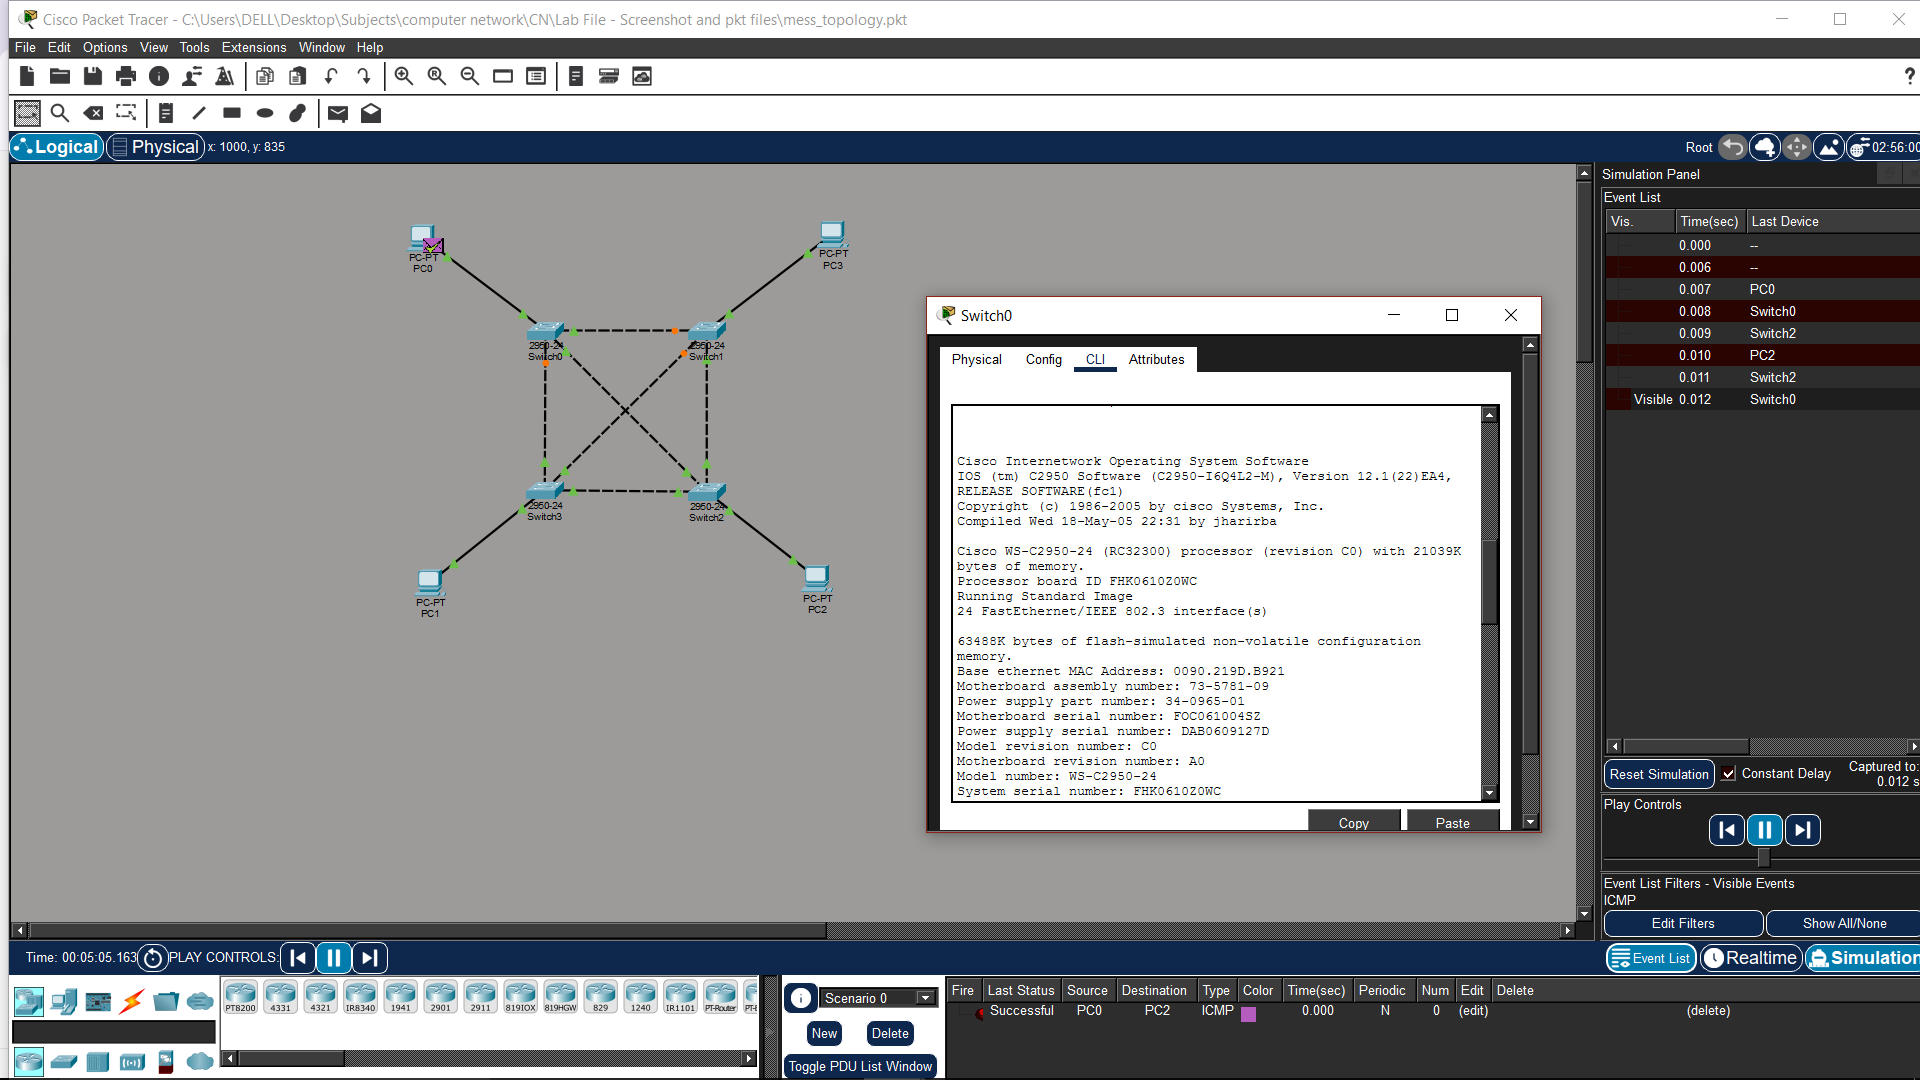 Cisco Packet Tracer - C:\Users\DELL\Desktop\Subjects\computer network\CN\Lab File - Screenshot and pkt files\mess_topology.pkt
File Edit Options View Tools Extensions Window Help
?
Logical Physical x: 1000, y: 835
Root 02:56:00
PC-PT
PC0
PC-PT
PC3
2950-24
Switch0
2950-24
Switch1
2950-24
Switch3
2950-24
Switch2
PC-PT
PC1
PC-PT
PC2
Switch0
Physical Config CLI Attributes
Cisco Internetwork Operating System Software
IOS (tm) C2950 Software (C2950-I6Q4L2-M), Version 12.1(22)EA4,
RELEASE SOFTWARE(fc1)
Copyright (c) 1986-2005 by cisco Systems, Inc.
Compiled Wed 18-May-05 22:31 by jharirba
Cisco WS-C2950-24 (RC32300) processor (revision C0) with 21039K
bytes of memory.
Processor board ID FHK0610Z0WC
Running Standard Image
24 FastEthernet/IEEE 802.3 interface(s)
63488K bytes of flash-simulated non-volatile configuration
memory.
Base ethernet MAC Address: 0090.219D.B921
Motherboard assembly number: 73-5781-09
Power supply part number: 34-0965-01
Motherboard serial number: FOC061004SZ
Power supply serial number: DAB0609127D
Model revision number: C0
Motherboard revision number: A0
Model number: WS-C2950-24
System serial number: FHK0610Z0WC
Copy Paste
Simulation Panel
Event List
Vis. Time(sec) Last Device
0.000 --
0.006 --
0.007 PC0
0.008 Switch0
0.009 Switch2
0.010 PC2
0.011 Switch2
Visible 0.012 Switch0
Reset Simulation Constant Delay Captured to:
0.012 s
Play Controls
Event List Filters - Visible Events
ICMP
Edit Filters Show All/None
Time: 00:05:05.163 PLAY CONTROLS:
Event List Realtime Simulation
PT8200 4331 4321 IR8340 1941 2901 2911 819IOX 819HGW 829 1240 IR1101 PT-Router
Scenario 0
New Delete
Toggle PDU List Window
Fire Last Status Source Destination Type Color Time(sec) Periodic Num Edit Delete
Successful PC0 PC2 ICMP 0.000 N 0 (edit) (delete)